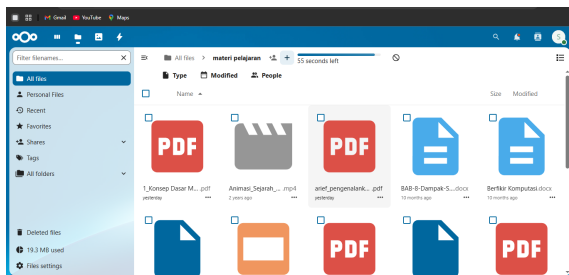 Gmail
YouTube
Maps
Filter filenames...
All files
Personal Files
Recent
Favorites
Shares
Tags
All folders
Deleted files
19.3 MB used
Files settings
All files > materi pelajaran
55 seconds left
Type
Modified
People
Name
Size
Modified
PDF
PDF
1_Konsep Dasar M... .pdf
yesterday
Animasi_Sejarah_... .mp4
2 years ago
arief_pengenalank... .pdf
yesterday
BAB-8-Dampak-S... .docx
10 months ago
Berfikir Komputasi.docx
10 months ago
PDF
PDF
S